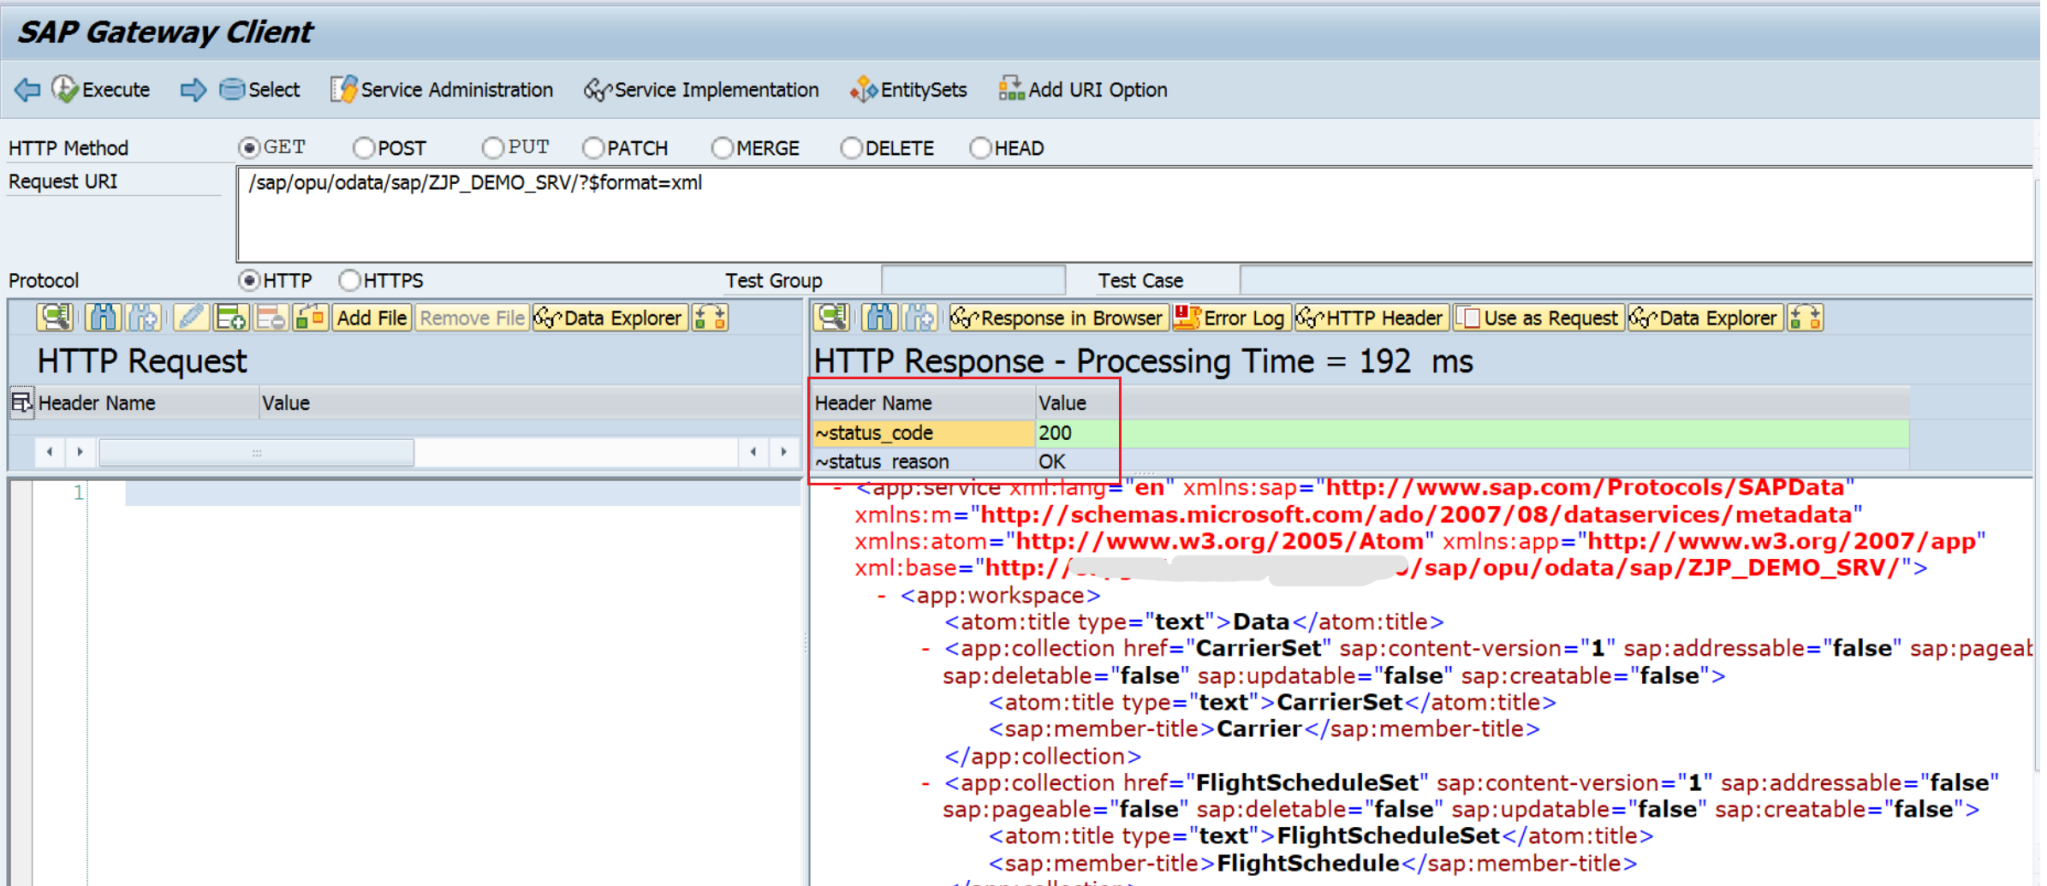 SAP Gateway Client
Execute Select Service Administration Service Implementation EntitySets Add URI Option
HTTP Method GET POST PUT PATCH MERGE DELETE HEAD
Request URI /sap/opu/odata/sap/ZJP_DEMO_SRV/?$format=xml
Protocol HTTP HTTPS Test Group Test Case
Add File Remove File Data Explorer
Response in Browser Error Log HTTP Header Use as Request Data Explorer
HTTP Request
HTTP Response - Processing Time = 192 ms
Header Name Value
Header Name Value
~status_code 200
~status_reason OK
1
- <app:service xml:lang="en" xmlns:sap="http://www.sap.com/Protocols/SAPData"
xmlns:m="http://schemas.microsoft.com/ado/2007/08/dataservices/metadata"
xmlns:atom="http://www.w3.org/2005/Atom" xmlns:app="http://www.w3.org/2007/app"
xml:base="http:// /sap/opu/odata/sap/ZJP_DEMO_SRV/">
- <app:workspace>
<atom:title type="text">Data</atom:title>
- <app:collection href="CarrierSet" sap:content-version="1" sap:addressable="false"
sap:deletable="false" sap:updatable="false" sap:creatable="false">
<atom:title type="text">CarrierSet</atom:title>
<sap:member-title>Carrier</sap:member-title>
</app:collection>
- <app:collection href="FlightScheduleSet" sap:content-version="1" sap:addressable="false"
sap:pageable="false" sap:deletable="false" sap:updatable="false" sap:creatable="false">
<atom:title type="text">FlightScheduleSet</atom:title>
<sap:member-title>FlightSchedule</sap:member-title>